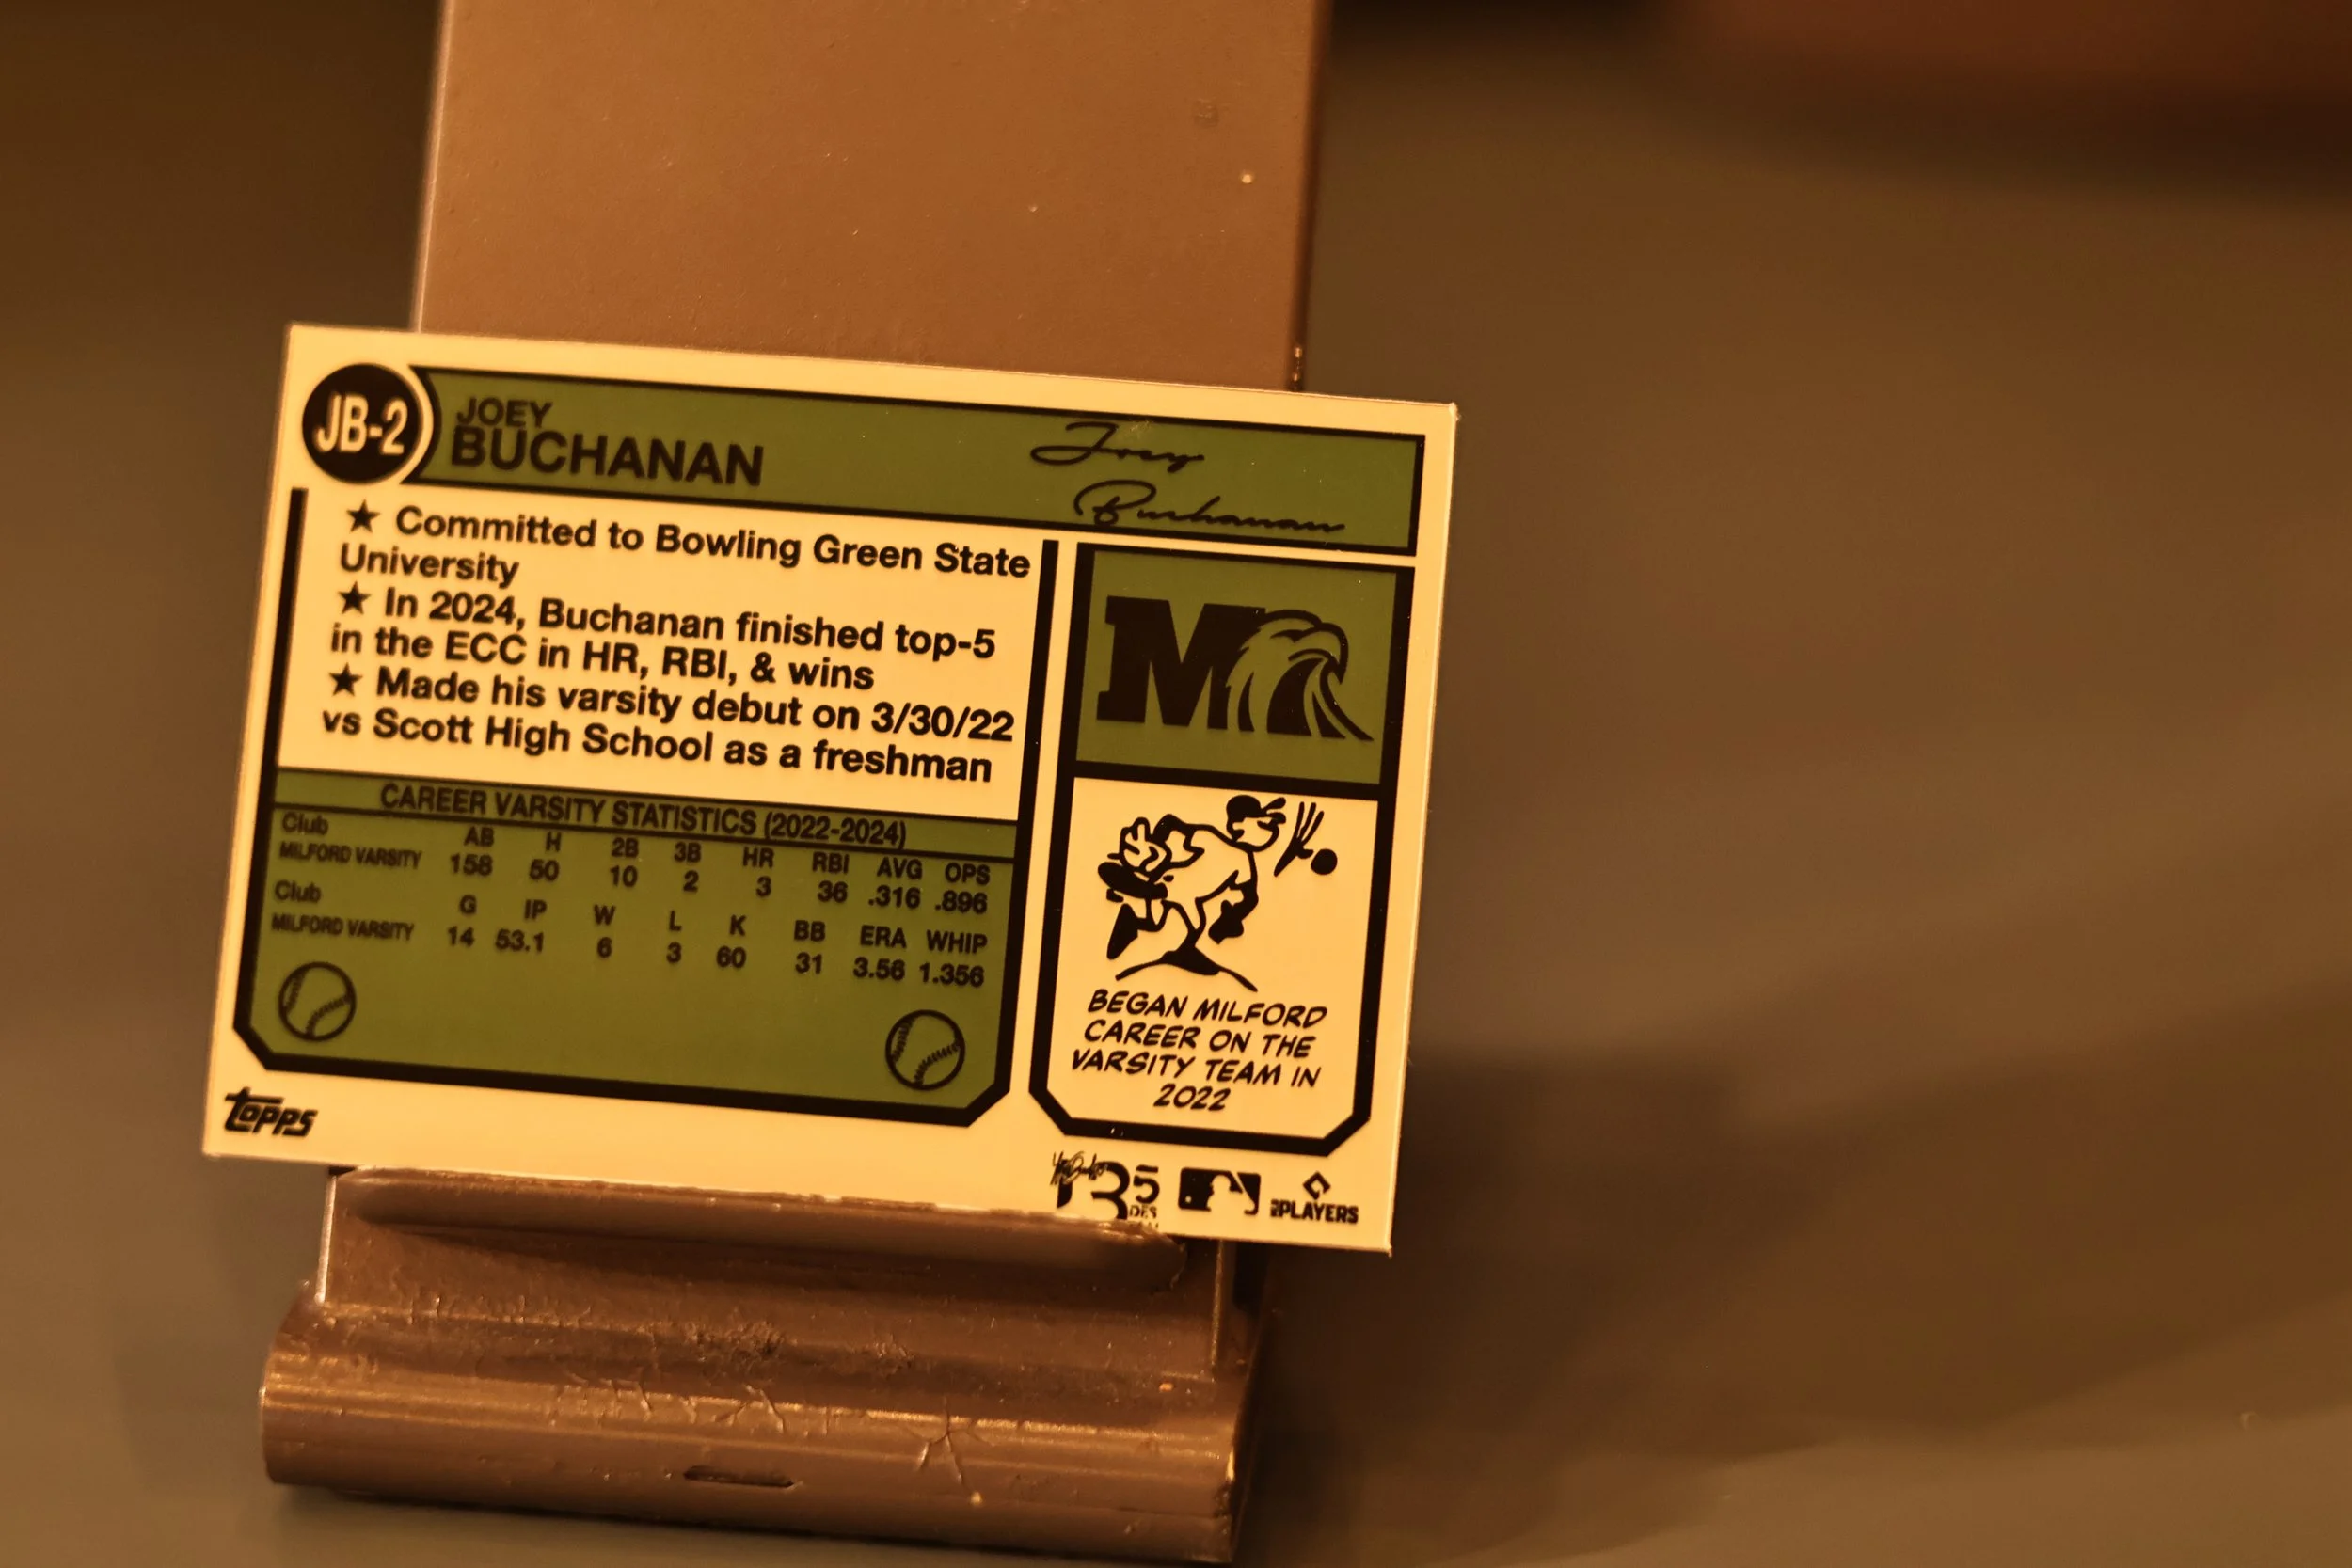 JB-2
JOEY
BUCHANAN
Joey
Buchanan
★ Committed to Bowling Green State
University
★ In 2024, Buchanan finished top-5
in the ECC in HR, RBI, & wins
★ Made his varsity debut on 3/30/22
vs Scott High School as a freshman
CAREER VARSITY STATISTICS (2022-2024)
Club AB H 2B 3B HR RBI AVG OPS
MILFORD VARSITY 158 50 10 2 3 36 .316 .896
Club G IP W L K BB ERA WHIP
MILFORD VARSITY 14 53.1 6 3 60 31 3.56 1.356
M
BEGAN MILFORD
CAREER ON THE
VARSITY TEAM IN
2022
topps
35
PLAYERS